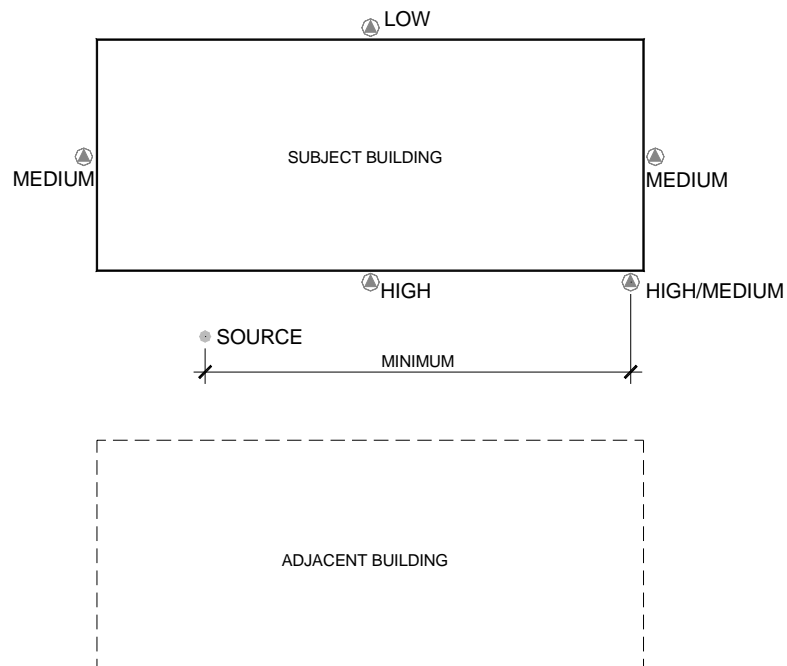 LOW
SUBJECT BUILDING
MEDIUM
MEDIUM
HIGH
HIGH/MEDIUM
SOURCE
MINIMUM
ADJACENT BUILDING